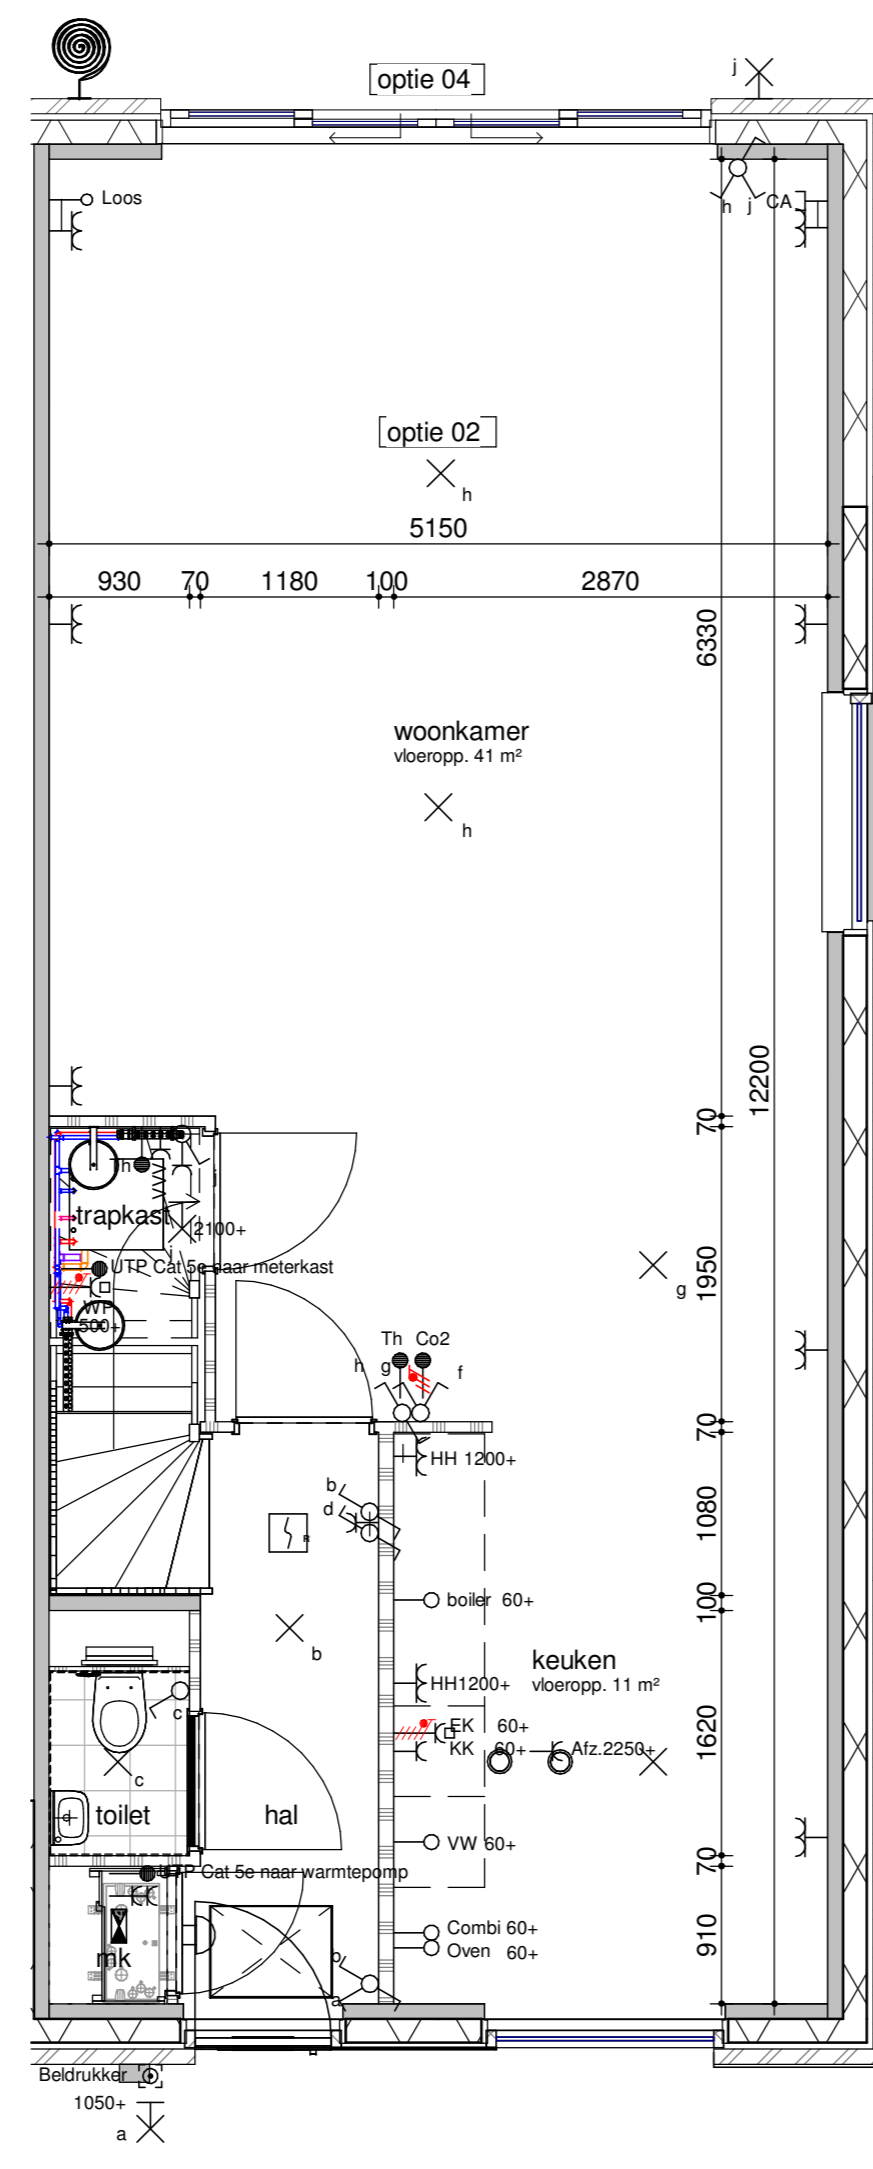 optie 04
j
Loos
h
j
CA
optie 02
h
5150
930
70
1180
100
2870
6330
woonkamer
vloeropp. 41 m²
h
12200
70
trapkast
2100+
j
UTP Cat 5e naar meterkast
1950
g
WP
500+
Th
Co2
h
g
f
70
HH 1200+
b
d
R
1080
boiler 60+
100
b
keuken
vloeropp. 11 m²
HH1200+
c
EK 60+
KK 60+
Afz.2250+
1620
c
toilet
hal
VW 60+
70
UTP Cat 5e naar warmtepomp
Combi 60+
Oven 60+
910
mk
b
a
Beldrukker
1050+
a